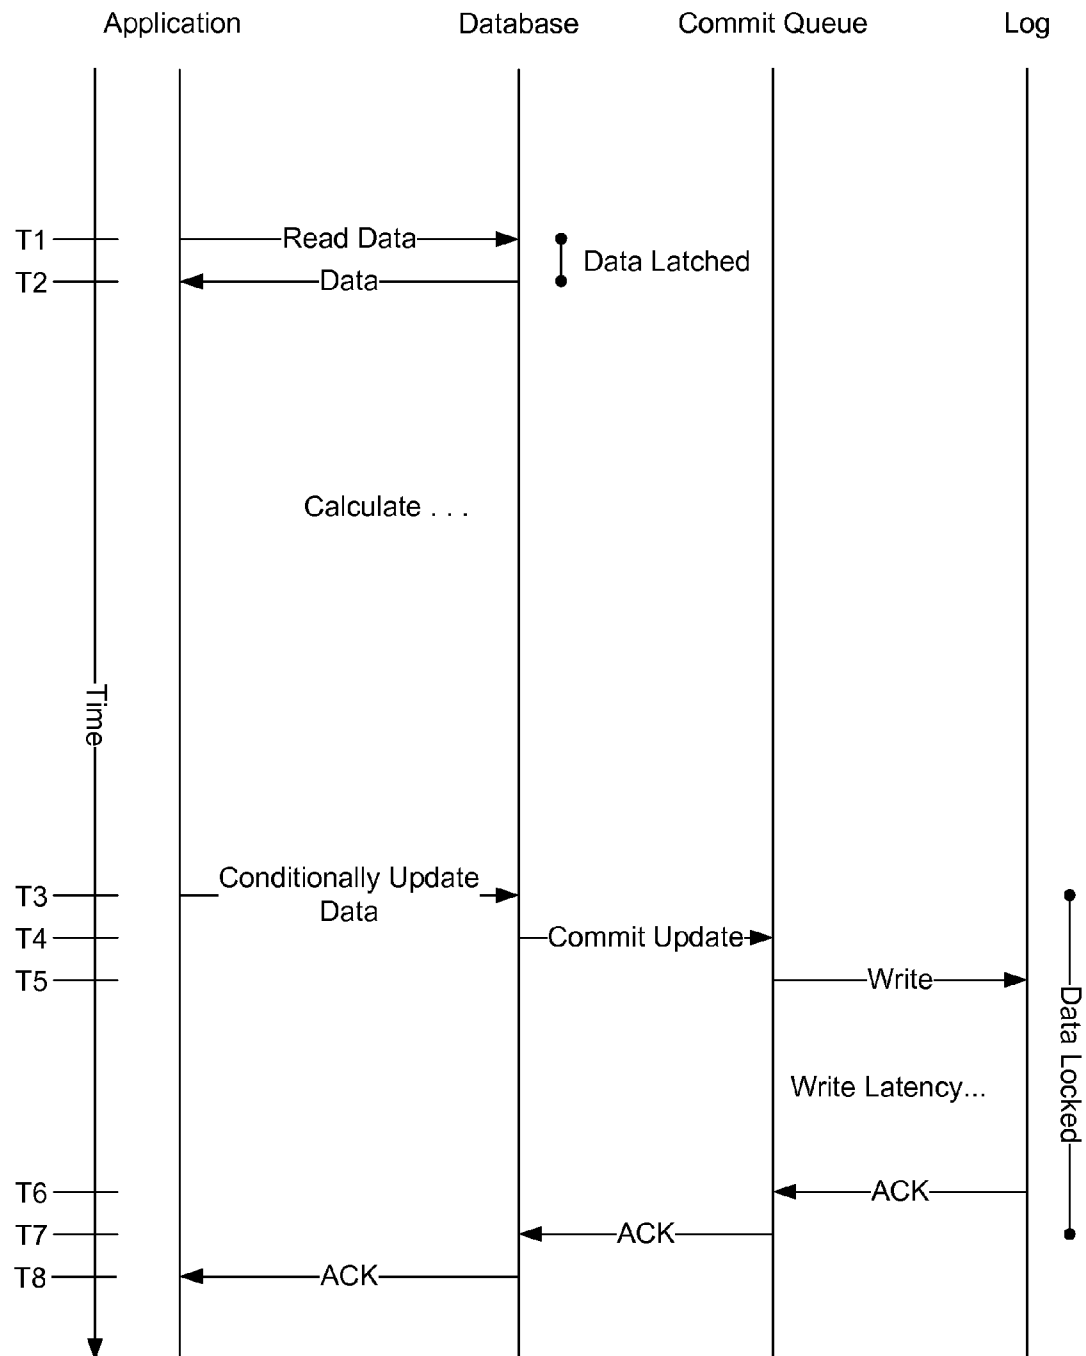 Application
Database
Commit Queue
Log
T1
Read Data
Data Latched
T2
Data
Calculate . . .
Time
T3
Conditionally Update
Data
T4
Commit Update
T5
Write
Data Locked
Write Latency...
T6
ACK
T7
ACK
T8
ACK